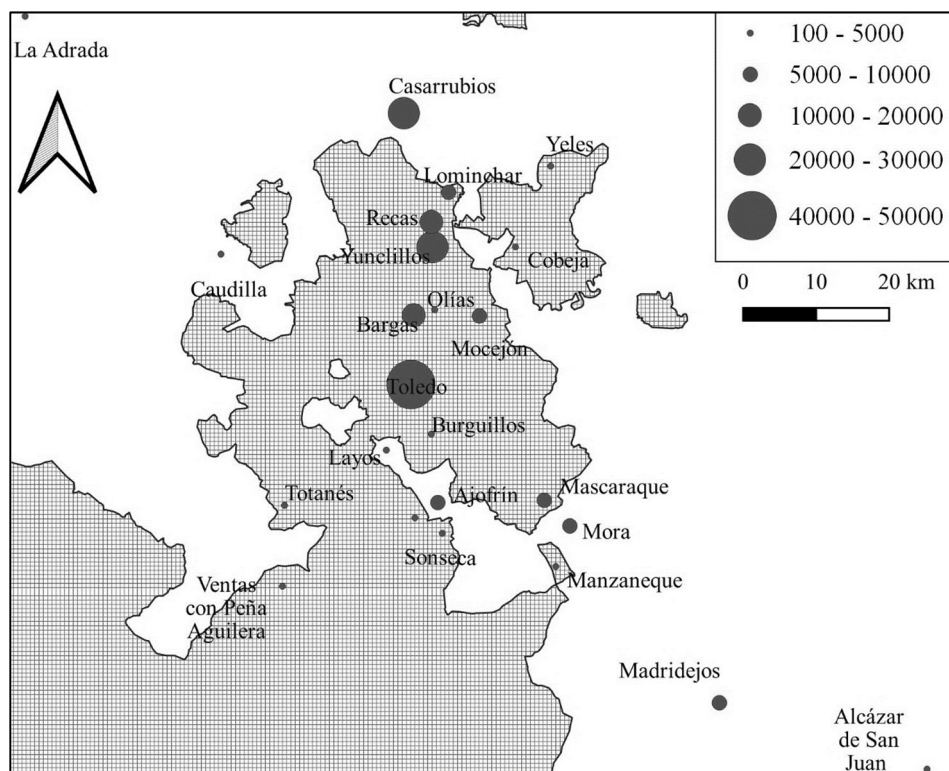 La Adrada
Casarrubios
Yeles
Lominchar
Recas
Yunclillos
Cobeja
Caudilla
Olías
Bargas
Mocejón
Toledo
Burguillos
Layos
Totanés
Ajofrín
Mascaraque
Mora
Sonseca
Manzaneque
Ventas
con Peña
Aguilera
Madridejos
Alcázar
de San
Juan
100 - 5000
5000 - 10000
10000 - 20000
20000 - 30000
40000 - 50000
0 10 20 km